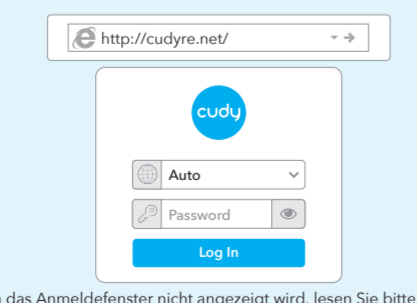 http://cudyre.net/
cudy
Auto
Password
Log In
das Anmeldefenster nicht angezeigt wird, lesen Sie bitte